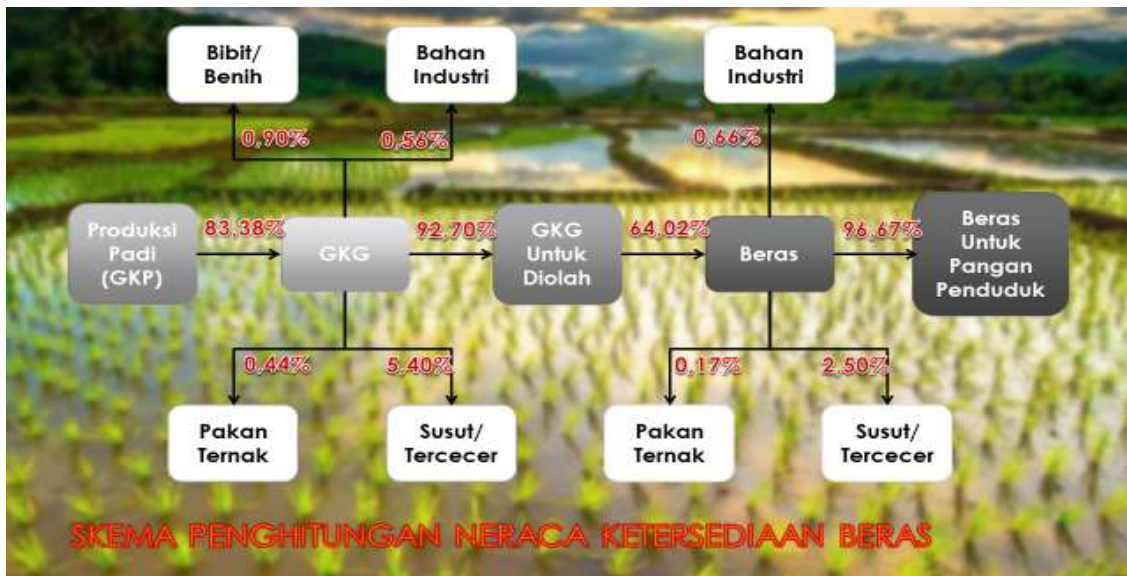 Bibit/
Benih
Bahan
Industri
Bahan
Industri
0,90%
0,56%
0,66%
Produksi
Padi
(GKP)
83,38%
GKG
92,70%
GKG
Untuk
Diolah
64,02%
Beras
96,67%
Beras
Untuk
Pangan
Penduduk
0,44%
5,40%
0,17%
2,50%
Pakan
Ternak
Susut/
Tercecer
Pakan
Ternak
Susut/
Tercecer
SKEMA PENGHITUNGAN NERACA KETERSEDIAAN BERAS